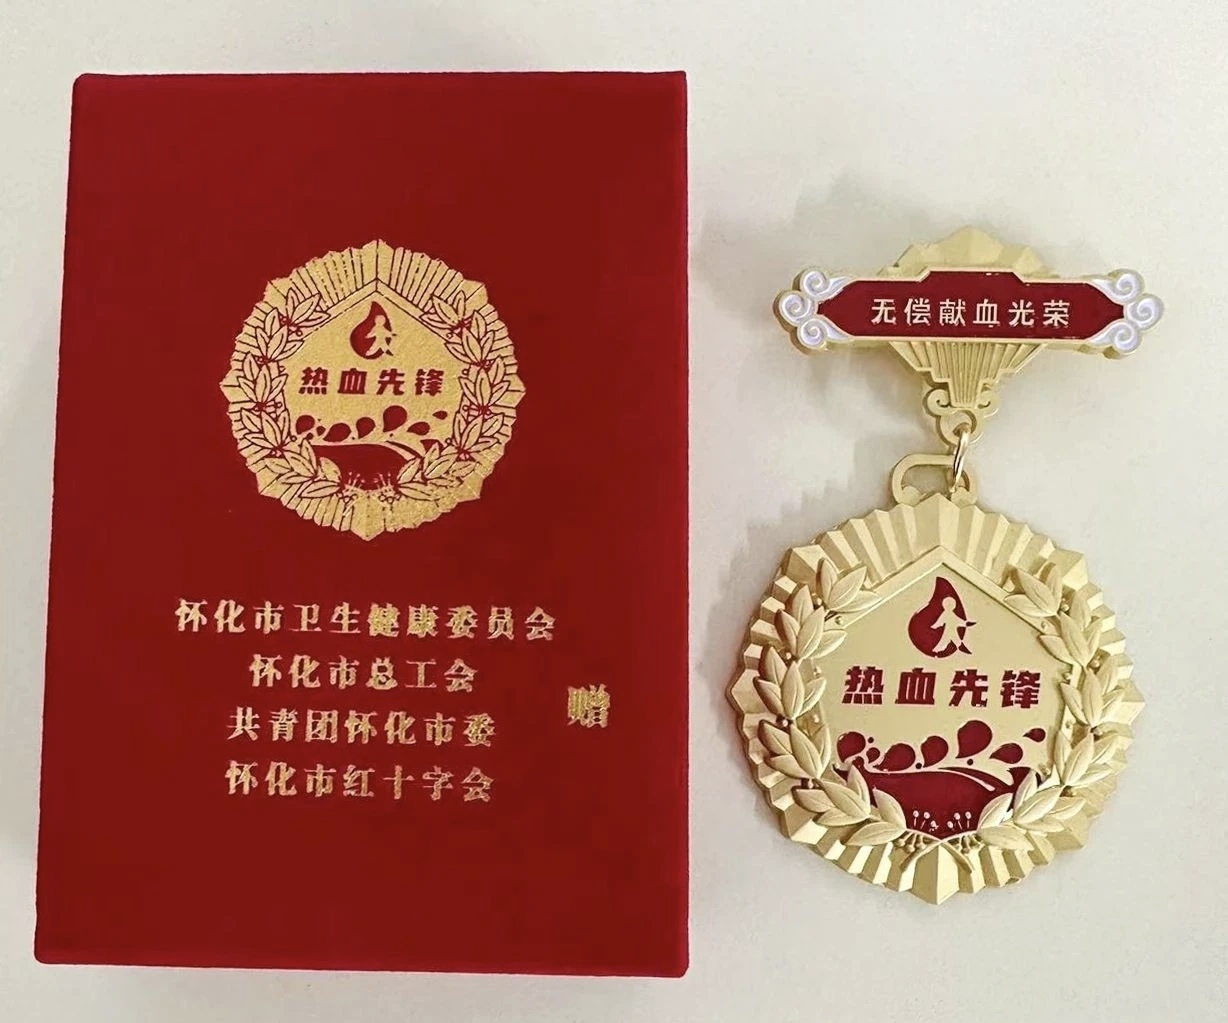 热血先锋
怀化市卫生健康委员会
怀化市总工会
共青团怀化市委
怀化市红十字会
赠
无偿献血光荣
热血先锋